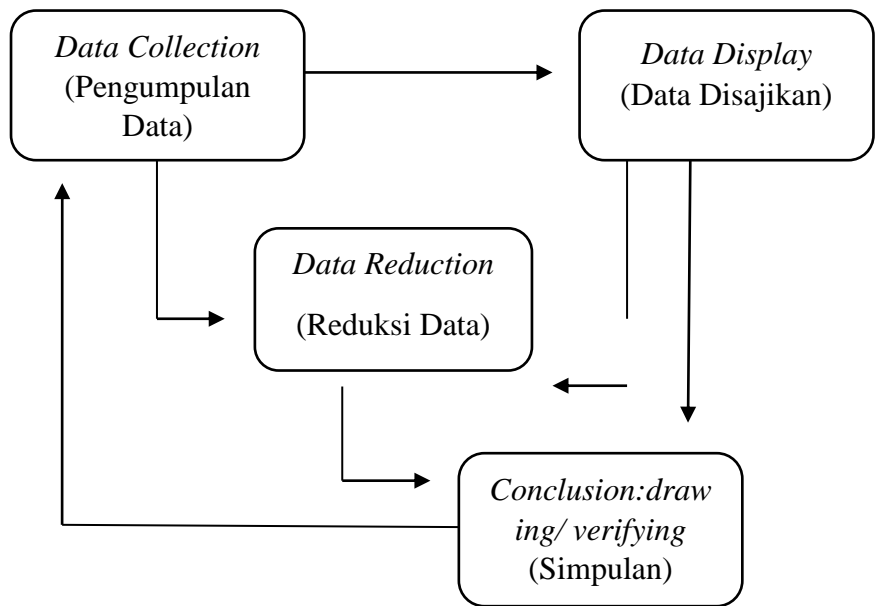 Data Collection
(Pengumpulan
Data)
Data Display
(Data Disajikan)
Data Reduction
(Reduksi Data)
Conclusion:draw
ing/ verifying
(Simpulan)